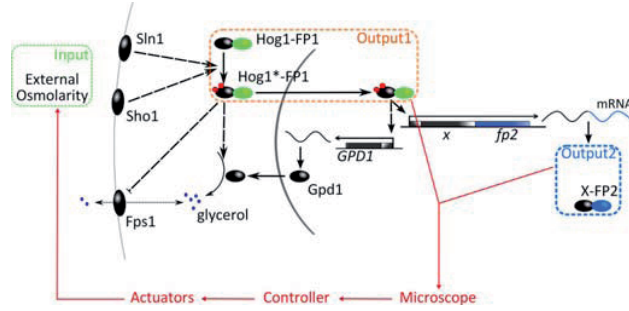 Sln1
Hog1-FP1
Output1
Input
External
Osmolarity
Hog1*-FP1
Sho1
mRNA
x
fp2
GPD1
Output2
Gpd1
X-FP2
Fps1
glycerol
Actuators
Controller
Microscope